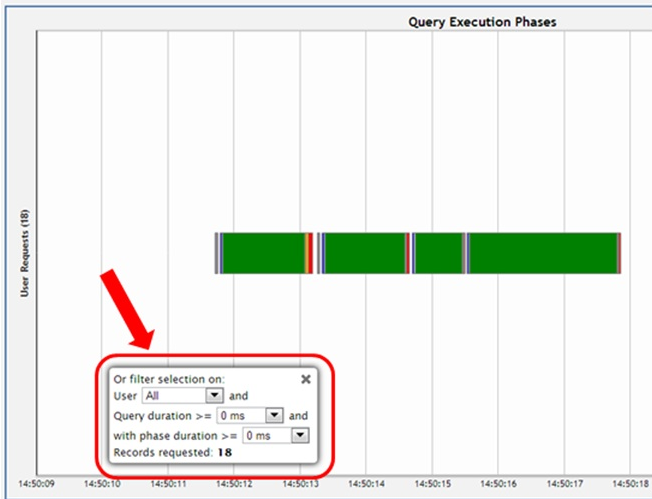 Query Execution Phases
User Requests (18)
Or filter selection on:
User All and
Query duration >= 0 ms and
with phase duration >= 0 ms
Records requested: 18
14:50:09 14:50:10 14:50:11 14:50:12 14:50:13 14:50:14 14:50:15 14:50:16 14:50:17 14:50:18